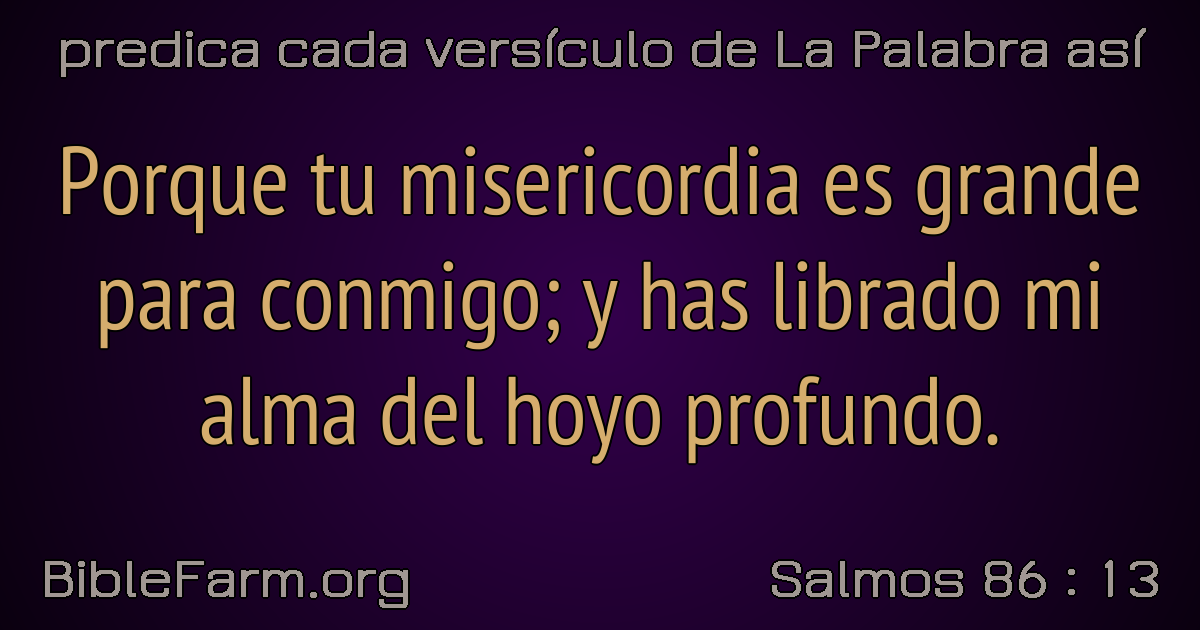 predica cada versículo de La Palabra así
Porque tu misericordia es grande
para conmigo; y has librado mi
alma del hoyo profundo.
BibleFarm.org
Salmos 86 : 13